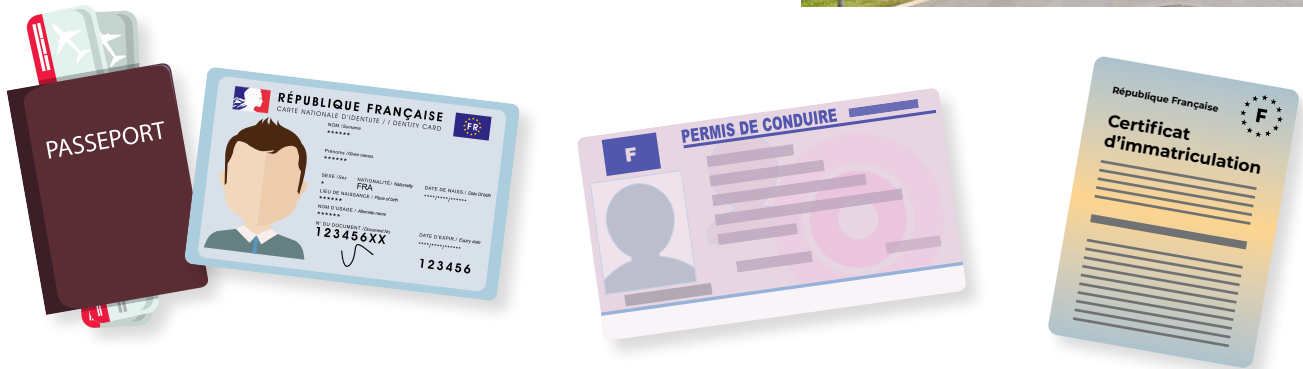 PASSEPORT
RÉPUBLIQUE FRANÇAISE
CARTE NATIONALE D'IDENTITÉ / IDENTITY CARD
FR
NOM /Surname
******
Prénoms /Given names
******
SEXE /Sex
*
NATIONALITÉ/ Nationality
FRA
DATE DE NAISS./ Date Of birth
****/****/******
LIEU DE NAISSANCE / Place of birth
******
NOM D'USAGE / Alternate name
******
N° DU DOCUMENT /Document No.
123456XX
DATE D'EXPIR./ Expiry date
****/****/******
123456
PERMIS DE CONDUIRE
F
République Française
F
Certificat
d'immatriculation